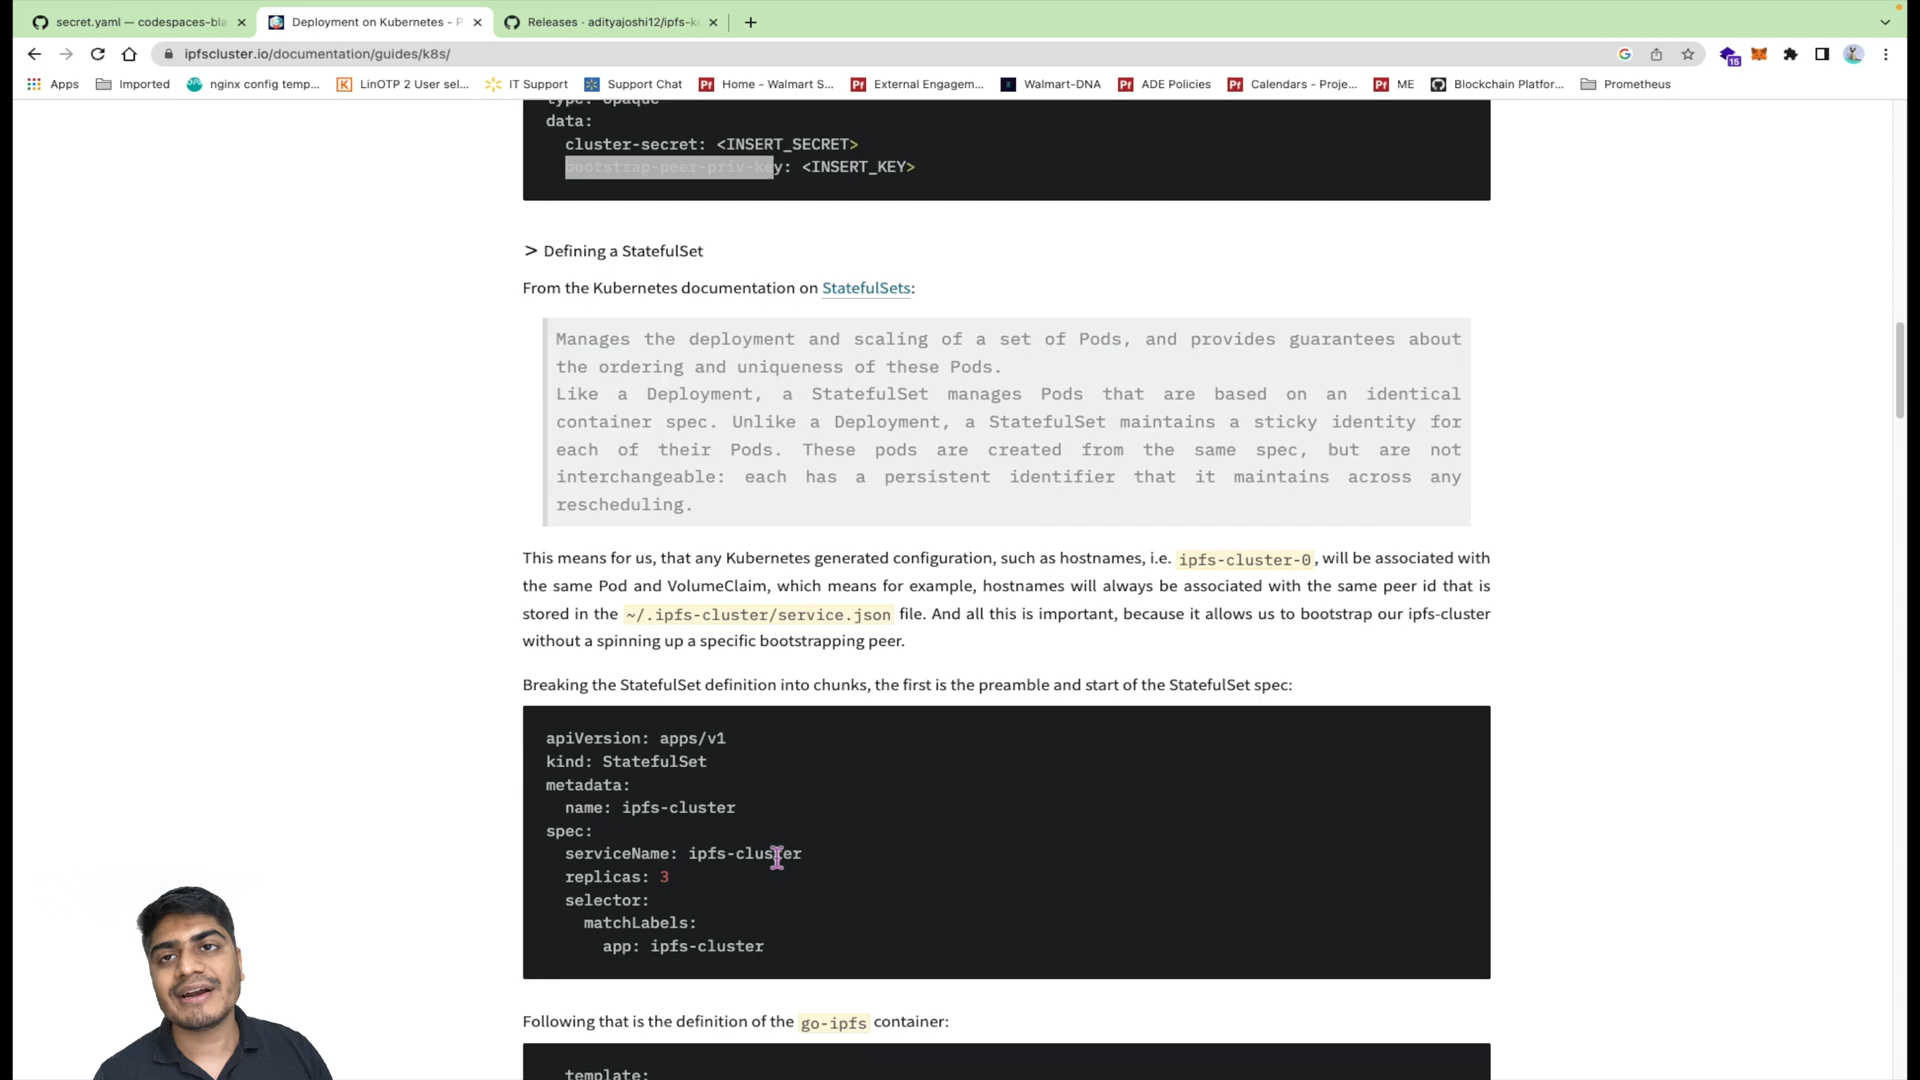 secret.yaml — codespaces-bla
Deployment on Kubernetes - P
Releases · adityajoshi12/ipfs-k
ipfscluster.io/documentation/guides/k8s/
15
Apps
Imported
nginx config temp...
LinOTP 2 User sel...
IT Support
Support Chat
Home - Walmart S...
External Engagem...
Walmart-DNA
ADE Policies
Calendars - Proje...
ME
Blockchain Platfor...
Prometheus
type: Opaque
data:
cluster-secret: <INSERT_SECRET>
bootstrap-peer-priv-key: <INSERT_KEY>
> Defining a StatefulSet
From the Kubernetes documentation on StatefulSets:
Manages the deployment and scaling of a set of Pods, and provides guarantees about
the ordering and uniqueness of these Pods.
Like a Deployment, a StatefulSet manages Pods that are based on an identical
container spec. Unlike a Deployment, a StatefulSet maintains a sticky identity for
each of their Pods. These pods are created from the same spec, but are not
interchangeable: each has a persistent identifier that it maintains across any
rescheduling.
This means for us, that any Kubernetes generated configuration, such as hostnames, i.e. ipfs-cluster-0, will be associated with
the same Pod and VolumeClaim, which means for example, hostnames will always be associated with the same peer id that is
stored in the ~/.ipfs-cluster/service.json file. And all this is important, because it allows us to bootstrap our ipfs-cluster
without a spinning up a specific bootstrapping peer.
Breaking the StatefulSet definition into chunks, the first is the preamble and start of the StatefulSet spec:
apiVersion: apps/v1
kind: StatefulSet
metadata:
name: ipfs-cluster
spec:
serviceName: ipfs-cluster
replicas: 3
selector:
matchLabels:
app: ipfs-cluster
Following that is the definition of the go-ipfs container:
template: